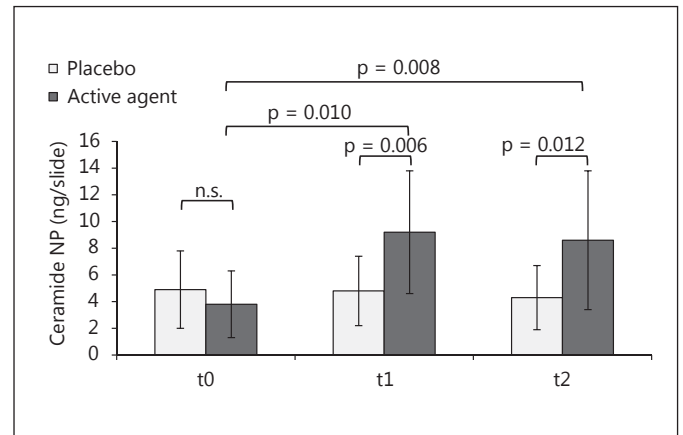 Placebo
Active agent
p = 0.008
p = 0.010
p = 0.006
p = 0.012
n.s.
Ceramide NP (ng/slide)
16
14
12
10
8
6
4
2
0
t0
t1
t2